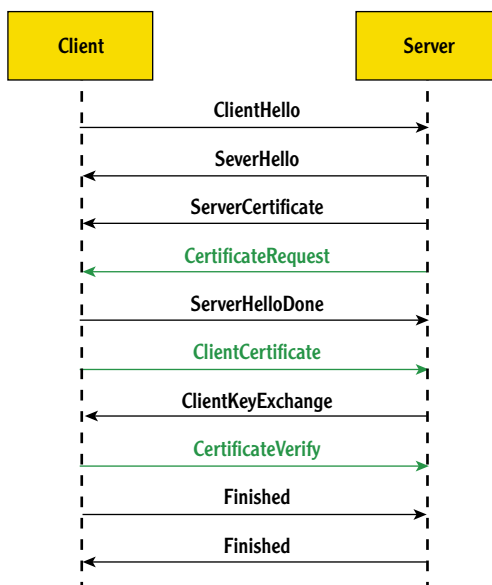 Client
Server
ClientHello
SeverHello
ServerCertificate
CertificateRequest
ServerHelloDone
ClientCertificate
ClientKeyExchange
CertificateVerify
Finished
Finished